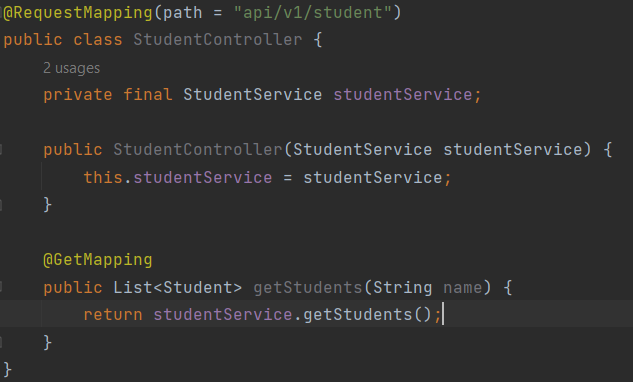 @RequestMapping(path = "api/v1/student")
public class StudentController {
2 usages
private final StudentService studentService;
public StudentController(StudentService studentService) {
this.studentService = studentService;
}
@GetMapping
public List<Student> getStudents(String name) {
return studentService.getStudents();
}
}